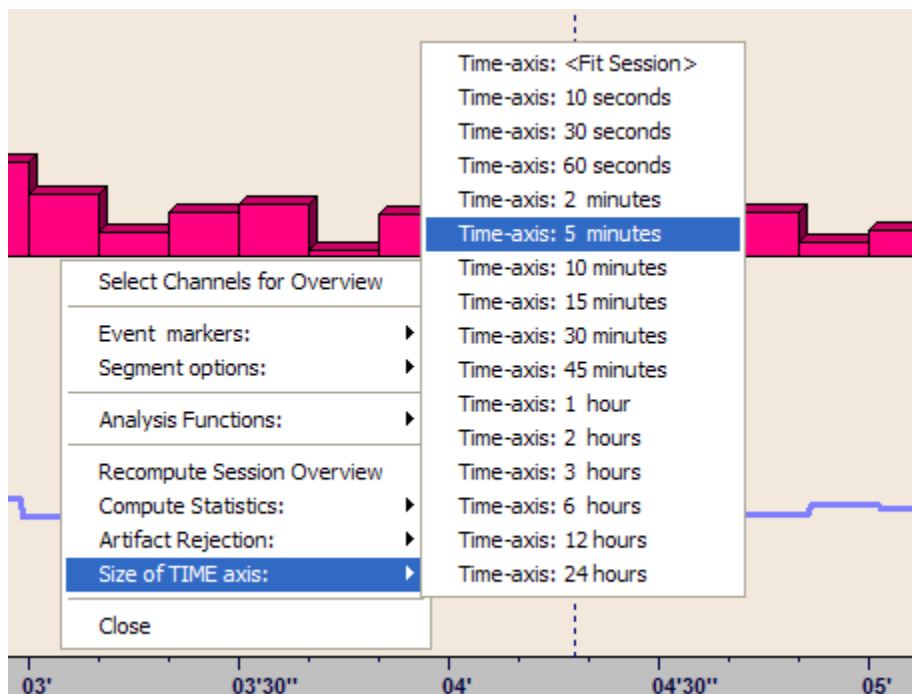 Time-axis: <Fit Session>
Time-axis: 10 seconds
Time-axis: 30 seconds
Time-axis: 60 seconds
Time-axis: 2 minutes
Time-axis: 5 minutes
Time-axis: 10 minutes
Time-axis: 15 minutes
Time-axis: 30 minutes
Time-axis: 45 minutes
Time-axis: 1 hour
Time-axis: 2 hours
Time-axis: 3 hours
Time-axis: 6 hours
Time-axis: 12 hours
Time-axis: 24 hours
Select Channels for Overview
Event markers:
Segment options:
Analysis Functions:
Recompute Session Overview
Compute Statistics:
Artifact Rejection:
Size of TIME axis:
Close
03' 03'30" 04' 04'30" 05'